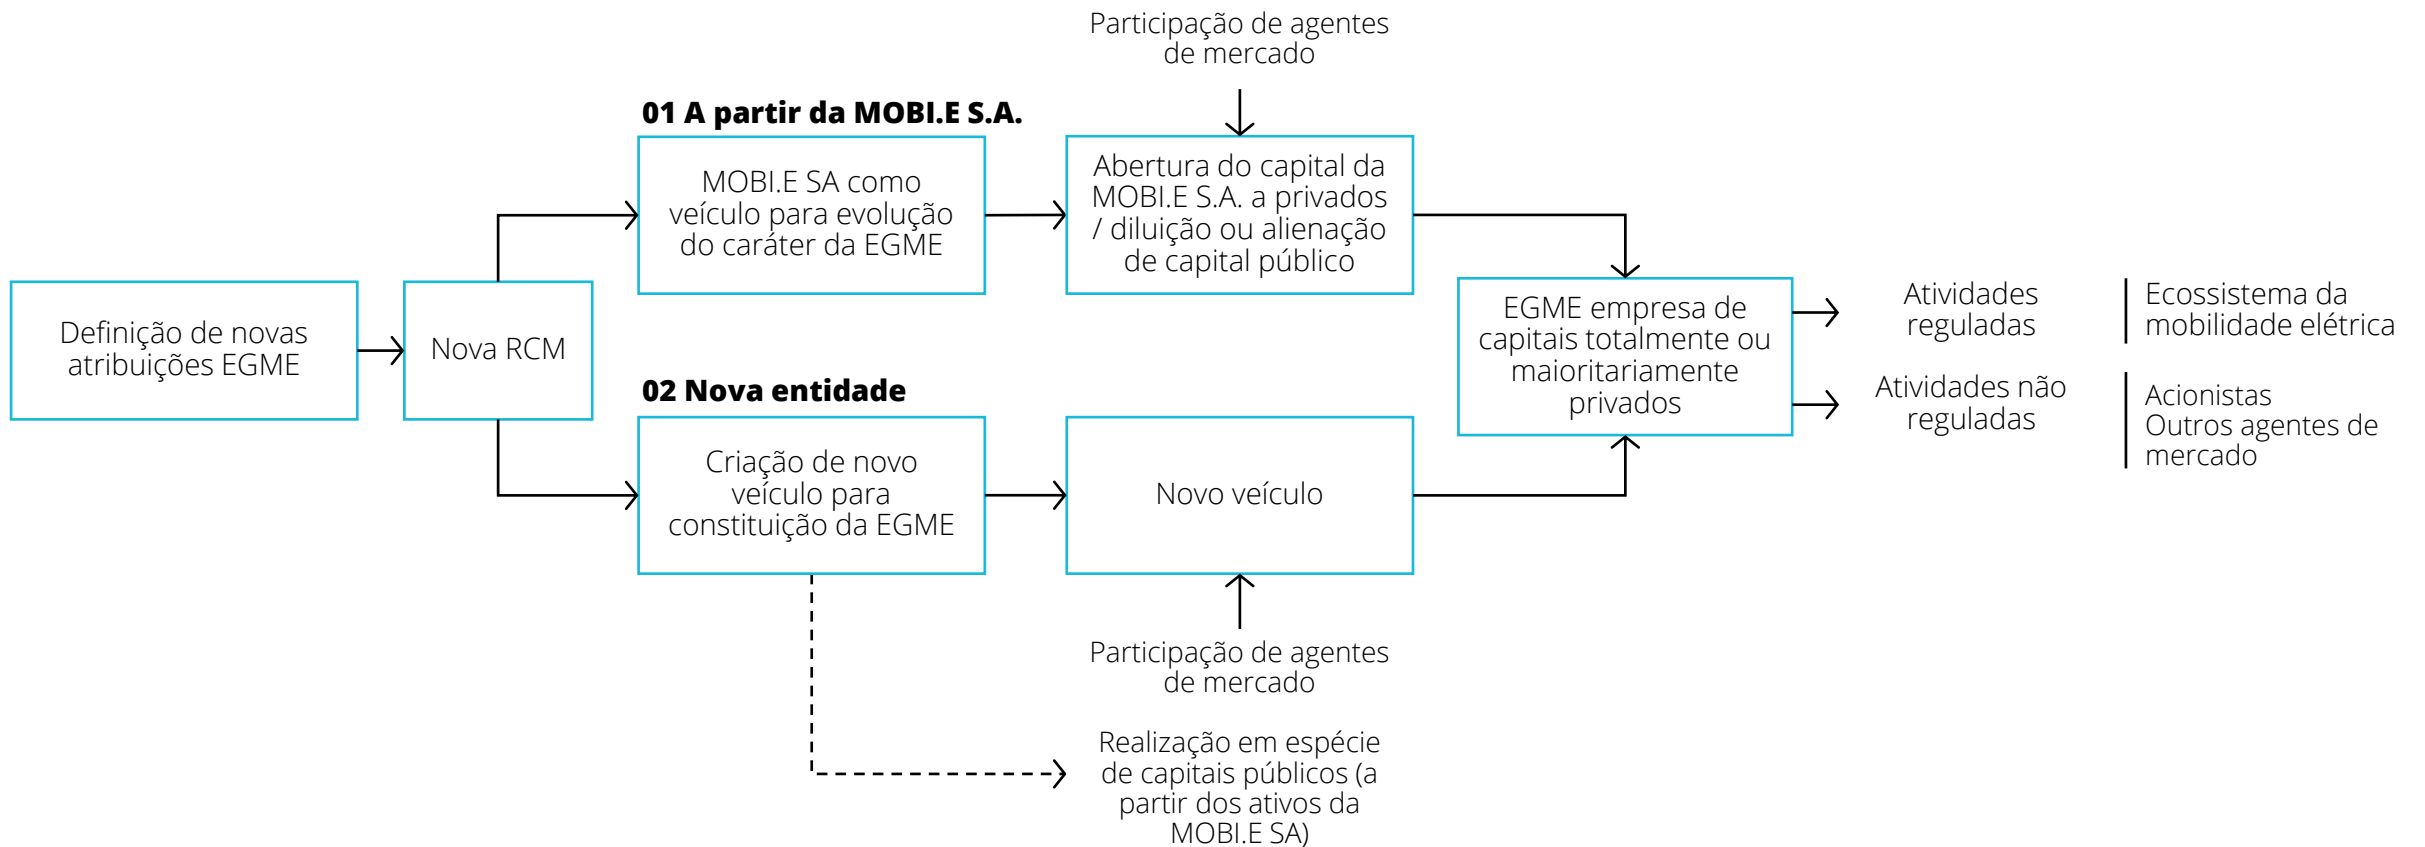 Participação de agentes
de mercado
01 A partir da MOBI.E S.A.
MOBI.E SA como
veículo para evolução
do caráter da EGME
Abertura do capital da
MOBI.E S.A. a privados
/ diluição ou alienação
de capital público
Definição de novas
atribuições EGME
Nova RCM
EGME empresa de
capitais totalmente ou
maioritariamente
privados
Atividades
reguladas
Ecossistema da
mobilidade elétrica
Atividades não
reguladas
Acionistas
Outros agentes de
mercado
02 Nova entidade
Criação de novo
veículo para
constituição da EGME
Novo veículo
Participação de agentes
de mercado
Realização em espécie
de capitais públicos (a
partir dos ativos da
MOBI.E SA)